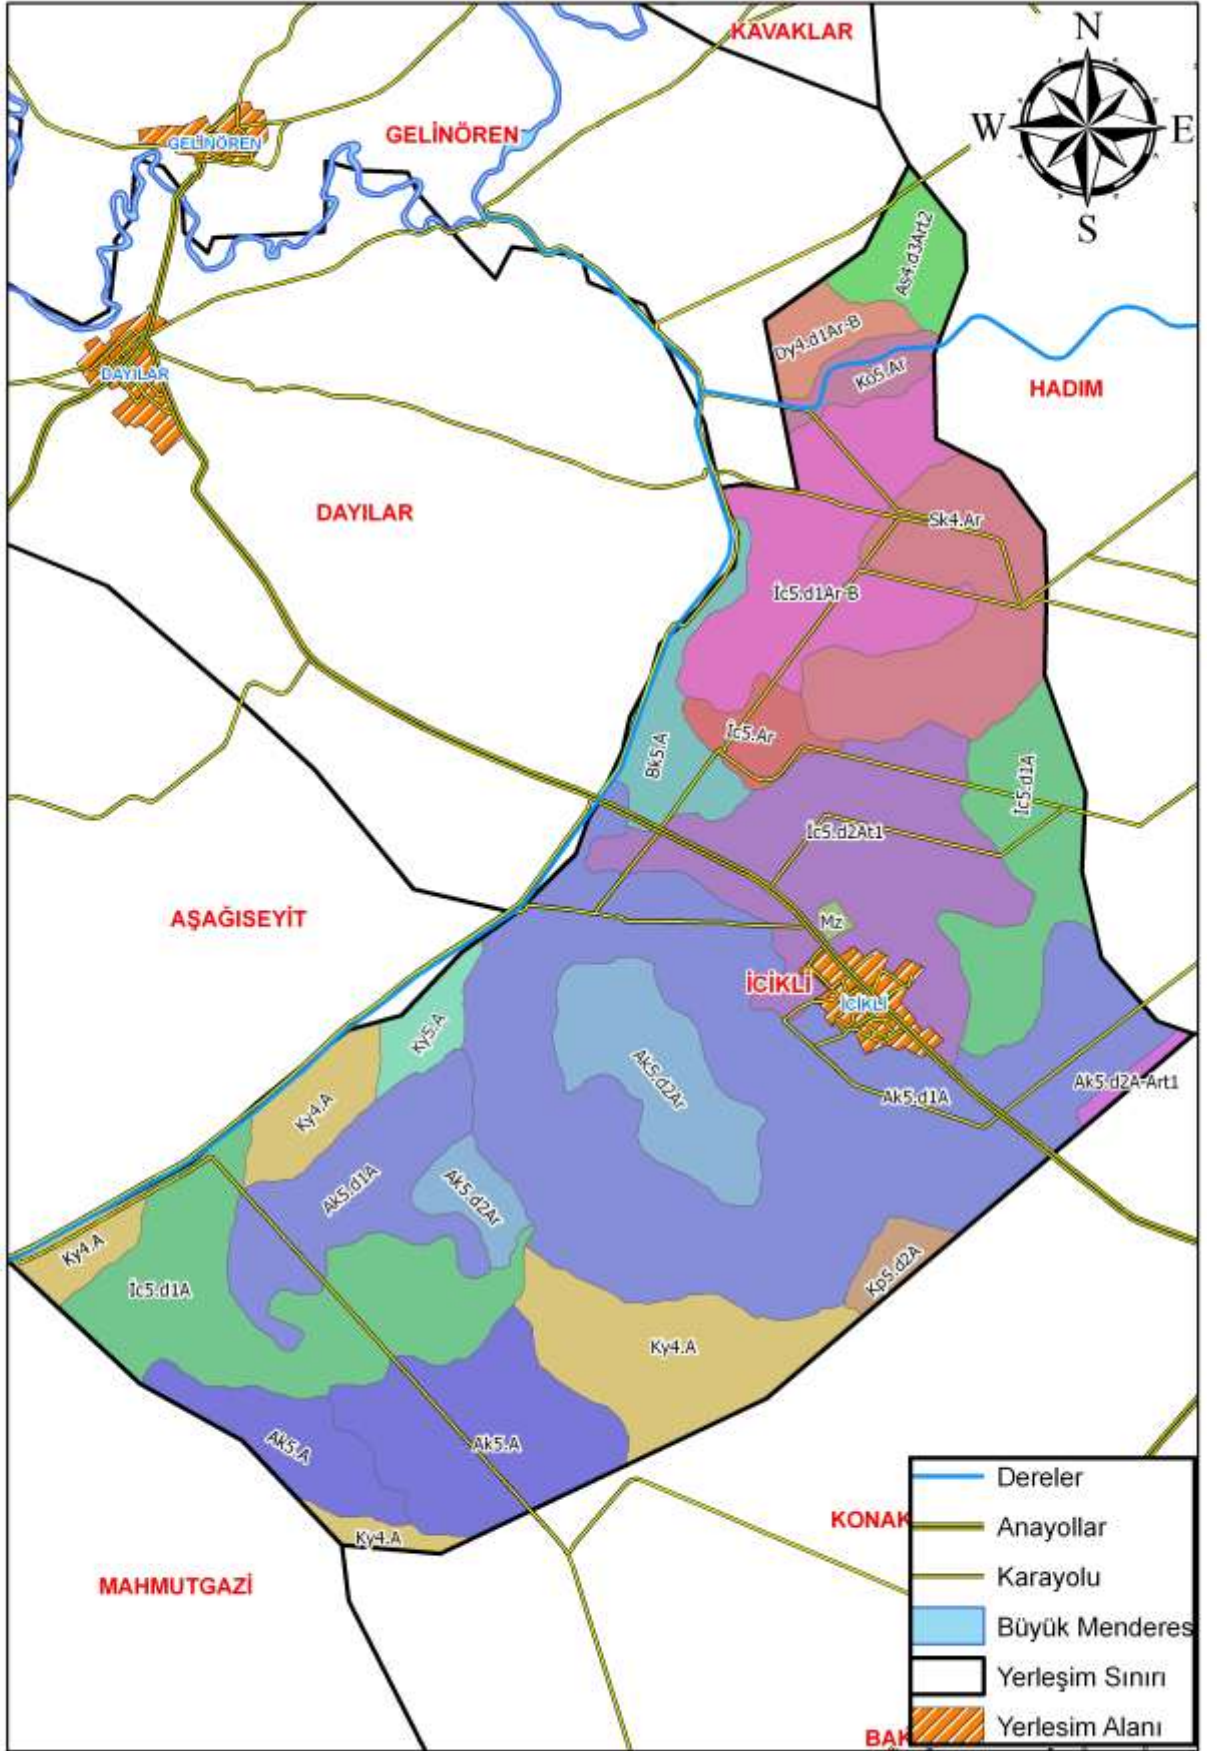 KAVAKLAR
N
GELİNÖREN
GELİNÖREN
W
E
S
As4.d3Art2
Dy4.d1Ar-B
Ko5.Ar
DAYILAR
HADIM
DAYILAR
Sk4.Ar
İc5.d1Ar-B
İc5.Ar
Bk5.A
İc5.d1A
İc5.d2At1
AŞAĞISEYİT
Mz
İCİKLİ
İCİKLİ
Ky5.A
Ak5.d2Ar
Ak5.d2A-Art1
Ak5.d1A
Ky4.A
Ak5.d1A
Ak5.d2Ar
Ky4.A
Kp5.d2A
İc5.d1A
Ky4.A
Ak5.A
Ak5.A
Ky4.A
KONAK
MAHMUTGAZİ
BAK
Dereler
Anayollar
Karayolu
Büyük Menderes
Yerleşim Sınırı
Yerlesim Alanı